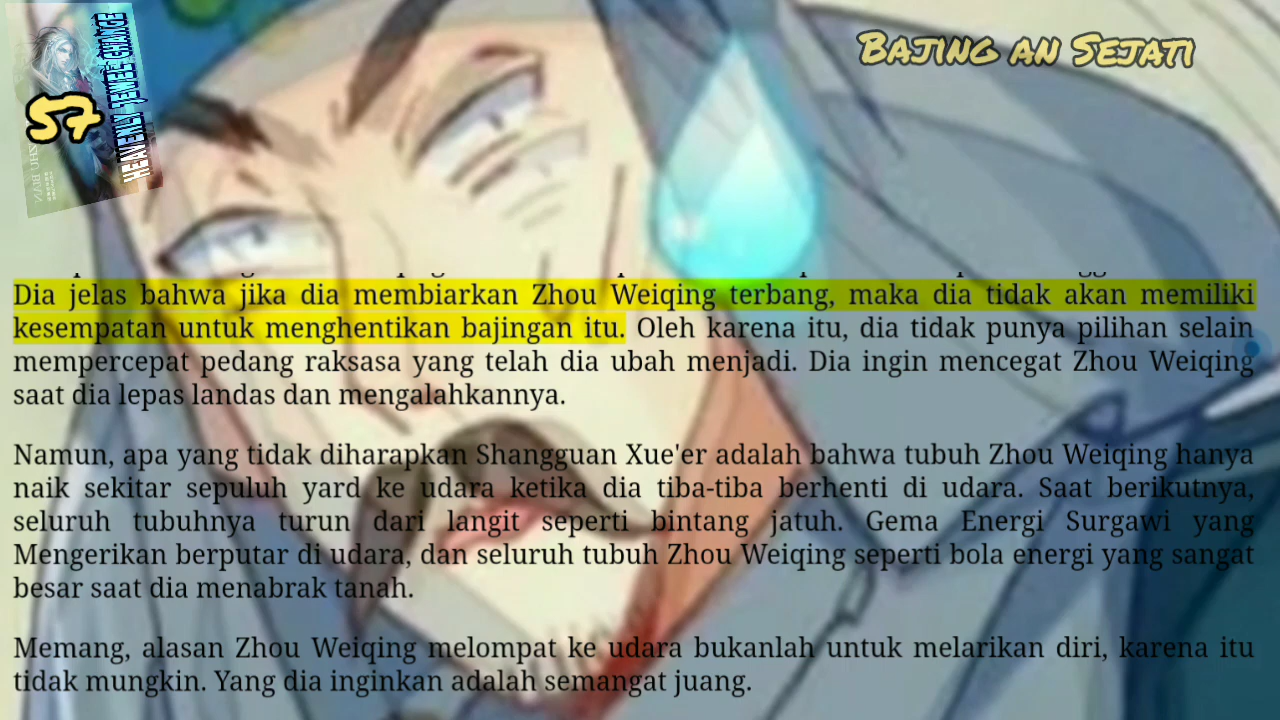 Bajing an Sejati
57
HEAVENLY JEWEL CHANGE
Dia jelas bahwa jika dia membiarkan Zhou Weiqing terbang, maka dia tidak akan memiliki
kesempatan untuk menghentikan bajingan itu. Oleh karena itu, dia tidak punya pilihan selain
mempercepat pedang raksasa yang telah dia ubah menjadi. Dia ingin mencegat Zhou Weiqing
saat dia lepas landas dan mengalahkannya.
Namun, apa yang tidak diharapkan Shangguan Xue'er adalah bahwa tubuh Zhou Weiqing hanya
naik sekitar sepuluh yard ke udara ketika dia tiba-tiba berhenti di udara. Saat berikutnya,
seluruh tubuhnya turun dari langit seperti bintang jatuh. Gema Energi Surgawi yang
Mengerikan berputar di udara, dan seluruh tubuh Zhou Weiqing seperti bola energi yang sangat
besar saat dia menabrak tanah.
Memang, alasan Zhou Weiqing melompat ke udara bukanlah untuk melarikan diri, karena itu
tidak mungkin. Yang dia inginkan adalah semangat juang.